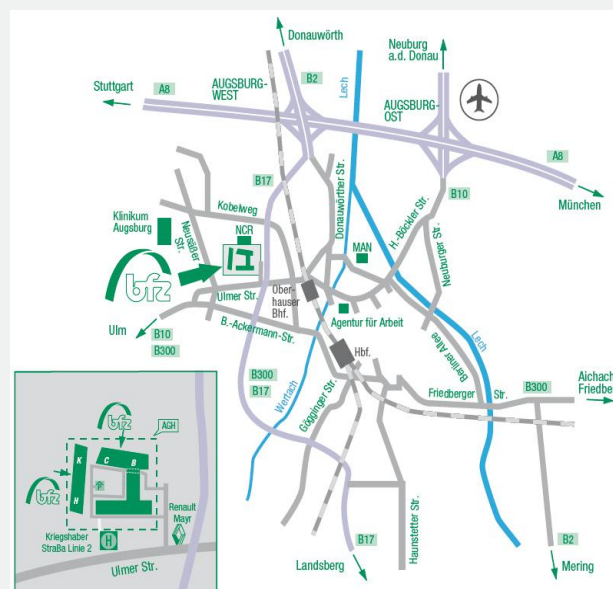 Donauwörth
Neuburg
a.d. Donau
B2
Stuttgart
A8
AUGSBURG-
WEST
Lech
AUGSBURG-
OST
A8
München
B17
B10
Donauwörther Str.
Kobelweg
H.-Böckler Str.
Klinikum
Augsburg
Neusäßer
Str.
NCR
MAN
Neuburger Str.
bfz
Ober-
hauser
Bhf.
Ulmer Str.
Agentur für Arbeit
Ulm
B10
B300
B.-Ackermann-Str.
Hbf.
Berliner Allee
Lech
B300
B17
Wertach
Gögginger Str.
Friedberger
Str.
B300
Aichach
Friedbe
AGH
bfz
K
C
B
P
H
bfz
Renault
Mayr
Kriegshaber
StraBa Linie 2
H
Ulmer Str.
Haunstetter Str.
B17
Landsberg
B2
Mering